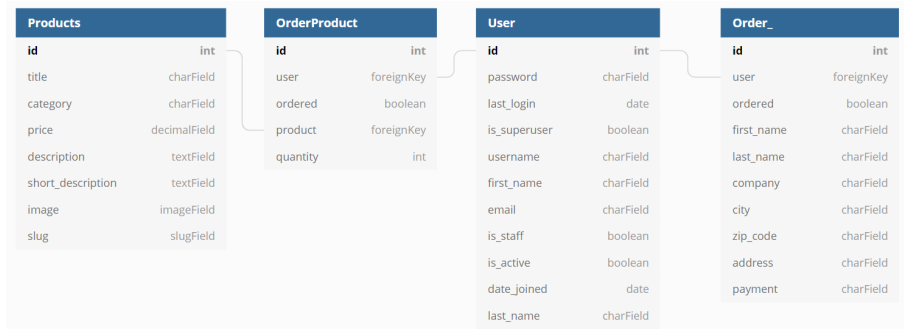 Products
id int
title charField
category charField
price decimalField
description textField
short_description textField
image imageField
slug slugField
OrderProduct
id int
user foreignKey
ordered boolean
product foreignKey
quantity int
User
id int
password charField
last_login date
is_superuser boolean
username charField
first_name charField
email charField
is_staff boolean
is_active boolean
date_joined date
last_name charField
Order_
id int
user foreignKey
ordered boolean
first_name charField
last_name charField
company charField
city charField
zip_code charField
address charField
payment charField